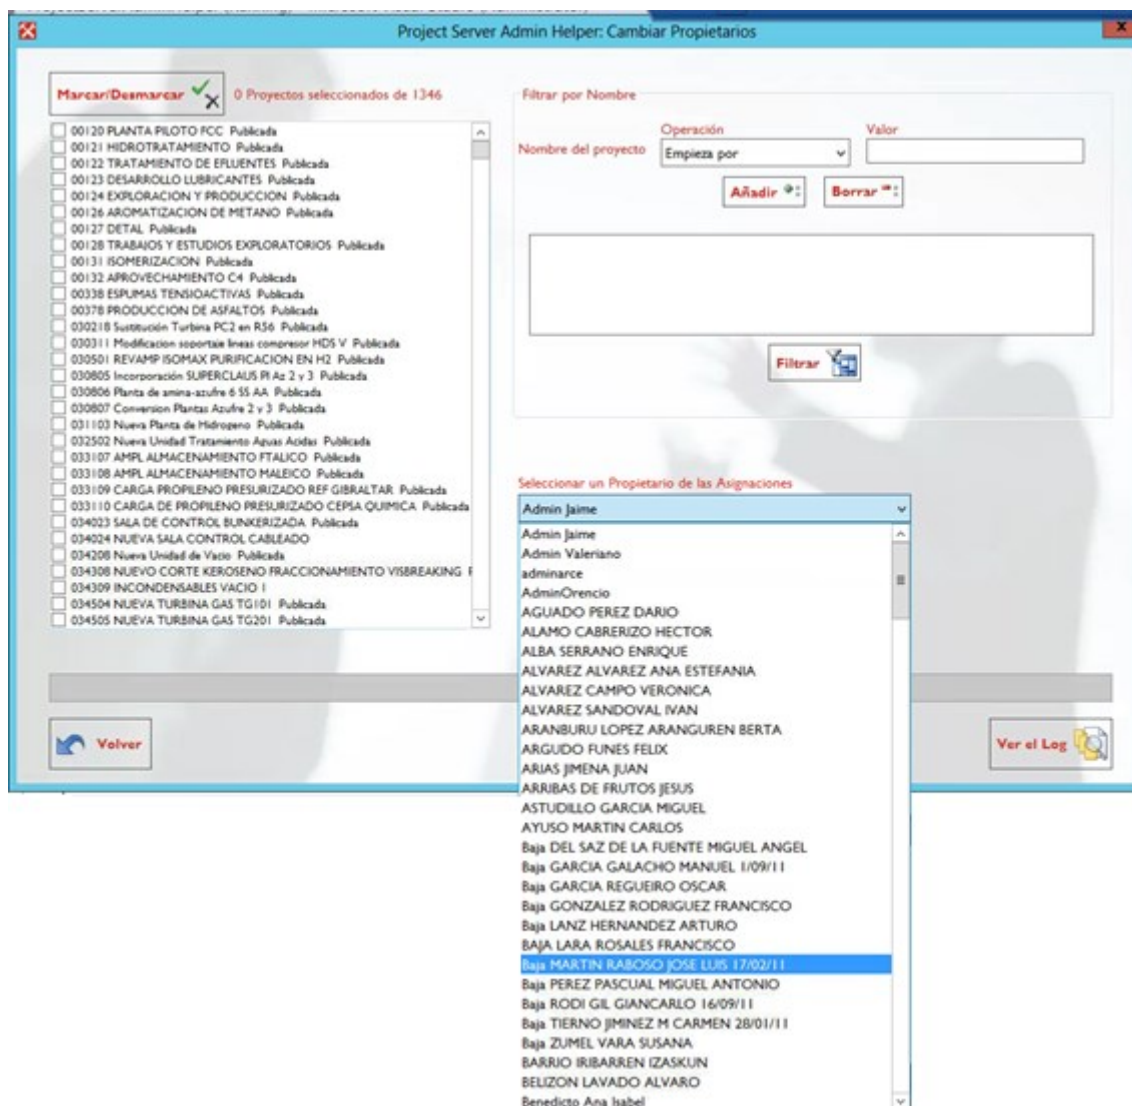 Project Server Admin Helper: Cambiar Propietarios
Marcar/Desmarcar
0 Proyectos seleccionados de 1346
00120 PLANTA PILOTO FCC Publicada
00121 HIDROTRATAMIENTO Publicada
00122 TRATAMIENTO DE EFLUENTES Publicada
00123 DESARROLLO LUBRICANTES Publicada
00124 EXPLORACION Y PRODUCCION Publicada
00126 AROMATIZACION DE METANO Publicada
00127 DETAL Publicada
00128 TRABAJOS Y ESTUDIOS EXPLORATORIOS Publicada
00131 ISOMERIZACION Publicada
00132 APROVECHAMIENTO C4 Publicada
00338 ESPUMAS TENSIOACTIVAS Publicada
00378 PRODUCCION DE ASFALTOS Publicada
030218 Sustitución Turbina PC2 en R56 Publicada
030311 Modificacion soportaje lineas compresor HDS V Publicada
030501 REVAMP ISOMAX PURIFICACION EN H2 Publicada
030805 Incorporación SUPERCLAUS Pl Az 2 y 3 Publicada
030806 Planta de amina-azufre 6 SS AA Publicada
030807 Conversion Plantas Azufre 2 y 3 Publicada
031103 Nueva Planta de Hidrogeno Publicada
032502 Nueva Unidad Tratamiento Aguas Acidas Publicada
033107 AMPL ALMACENAMIENTO FTALICO Publicada
033108 AMPL ALMACENAMIENTO MALEICO Publicada
033109 CARGA PROPILENO PRESURIZADO REF GIBRALTAR Publicada
033110 CARGA DE PROPILENO PRESURIZADO CEPSA QUIMICA Publicada
034023 SALA DE CONTROL BUNKERIZADA Publicada
034024 NUEVA SALA CONTROL CABLEADO
034208 Nueva Unidad de Vacio Publicada
034308 NUEVO CORTE KEROSENO FRACCIONAMIENTO VISBREAKING
034309 INCONDENSABLES VACIO I
034504 NUEVA TURBINA GAS TG101 Publicada
034505 NUEVA TURBINA GAS TG201 Publicada
Filtrar por Nombre
Operación
Valor
Nombre del proyecto
Empieza por
Añadir
Borrar
Filtrar
Seleccionar un Propietario de las Asignaciones
Admin Jaime
Admin Jaime
Admin Valeriano
adminarce
AdminOrencio
AGUADO PEREZ DARIO
ALAMO CABRERIZO HECTOR
ALBA SERRANO ENRIQUE
ALVAREZ ALVAREZ ANA ESTEFANIA
ALVAREZ CAMPO VERONICA
ALVAREZ SANDOVAL IVAN
ARANBURU LOPEZ ARANGUREN BERTA
ARGUDO FUNES FELIX
ARIAS JIMENA JUAN
ARRIBAS DE FRUTOS JESUS
ASTUDILLO GARCIA MIGUEL
AYUSO MARTIN CARLOS
Baja DEL SAZ DE LA FUENTE MIGUEL ANGEL
Baja GARCIA GALACHO MANUEL 1/09/11
Baja GARCIA REGUEIRO OSCAR
Baja GONZALEZ RODRIGUEZ FRANCISCO
Baja LANZ HERNANDEZ ARTURO
BAJA LARA ROSALES FRANCISCO
Baja MARTIN RABOSO JOSE LUIS 17/02/11
Baja PEREZ PASCUAL MIGUEL ANTONIO
Baja RODI GIL GIANCARLO 16/09/11
Baja TIERNO JIMINEZ M CARMEN 28/01/11
Baja ZUMEL VARA SUSANA
BARRIO IRIBARREN IZASKUN
BELIZON LAVADO ALVARO
Benedicto Ana Isabel
Volver
Ver el Log